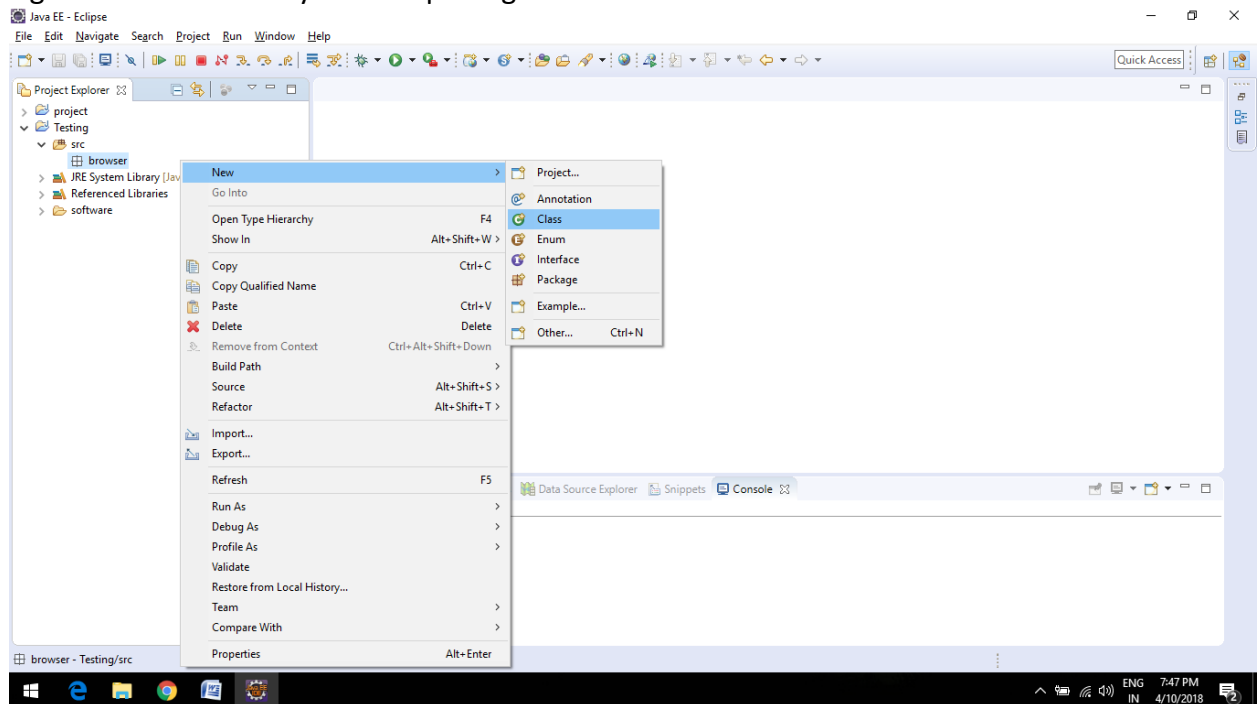 Java EE - Eclipse
File Edit Navigate Search Project Run Window Help
Quick Access
Project Explorer
project
Testing
src
browser
JRE System Library [Jav
Referenced Libraries
software
New
Go Into
Open Type Hierarchy F4
Show In Alt+Shift+W >
Copy Ctrl+C
Copy Qualified Name
Paste Ctrl+V
Delete Delete
Remove from Context Ctrl+Alt+Shift+Down
Build Path
Source Alt+Shift+S >
Refactor Alt+Shift+T >
Import...
Export...
Refresh F5
Run As
Debug As
Profile As
Validate
Restore from Local History...
Team
Compare With
Properties Alt+Enter
Project...
Annotation
Class
Enum
Interface
Package
Example...
Other... Ctrl+N
Data Source Explorer Snippets Console
browser - Testing/src
ENG 7:47 PM
IN 4/10/2018
2